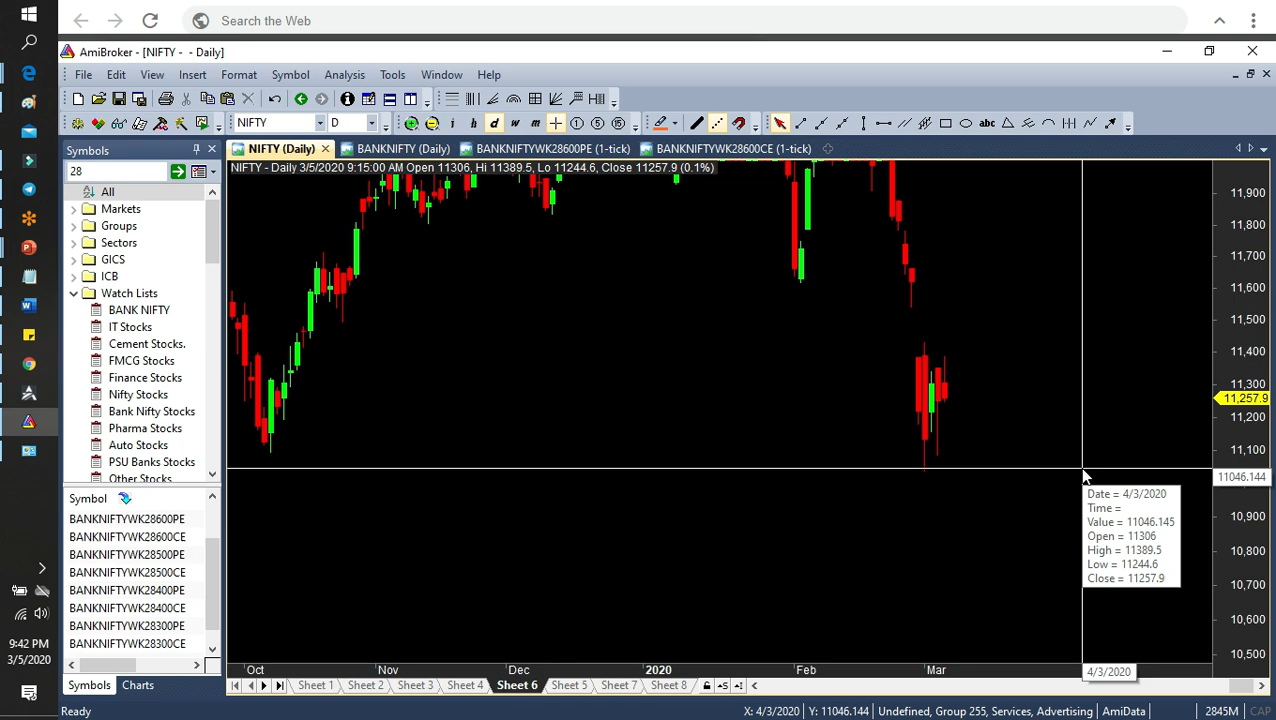 Search the Web
AmiBroker - [NIFTY - - Daily]
File Edit View Insert Format Symbol Analysis Tools Window Help
NIFTY D i h d w m
abc
Symbols
28
All
Markets
Groups
Sectors
GICS
ICB
Watch Lists
BANK NIFTY
IT Stocks
Cement Stocks.
FMCG Stocks
Finance Stocks
Nifty Stocks
Bank Nifty Stocks
Pharma Stocks
Auto Stocks
PSU Banks Stocks
Other Stocks
Symbol
BANKNIFTYWK28600PE
BANKNIFTYWK28600CE
BANKNIFTYWK28500PE
BANKNIFTYWK28500CE
BANKNIFTYWK28400PE
BANKNIFTYWK28400CE
BANKNIFTYWK28300PE
BANKNIFTYWK28300CE
Symbols Charts
NIFTY (Daily) BANKNIFTY (Daily) BANKNIFTYWK28600PE (1-tick) BANKNIFTYWK28600CE (1-tick)
NIFTY - Daily 3/5/2020 9:15:00 AM Open 11306, Hi 11389.5, Lo 11244.6, Close 11257.9 (0.1%)
11,900
11,800
11,700
11,600
11,500
11,400
11,300
11,257.9
11,200
11,100
11046.144
10,900
10,800
10,700
10,600
10,500
Date = 4/3/2020
Time =
Value = 11046.145
Open = 11306
High = 11389.5
Low = 11244.6
Close = 11257.9
Oct Nov Dec 2020 Feb Mar
4/3/2020
Sheet 1 Sheet 2 Sheet 3 Sheet 4 Sheet 6 Sheet 5 Sheet 7 Sheet 8
Ready
X: 4/3/2020 Y: 11046.144 Undefined, Group 255, Services, Advertising AmiData 2845M CAP
9:42 PM
3/5/2020